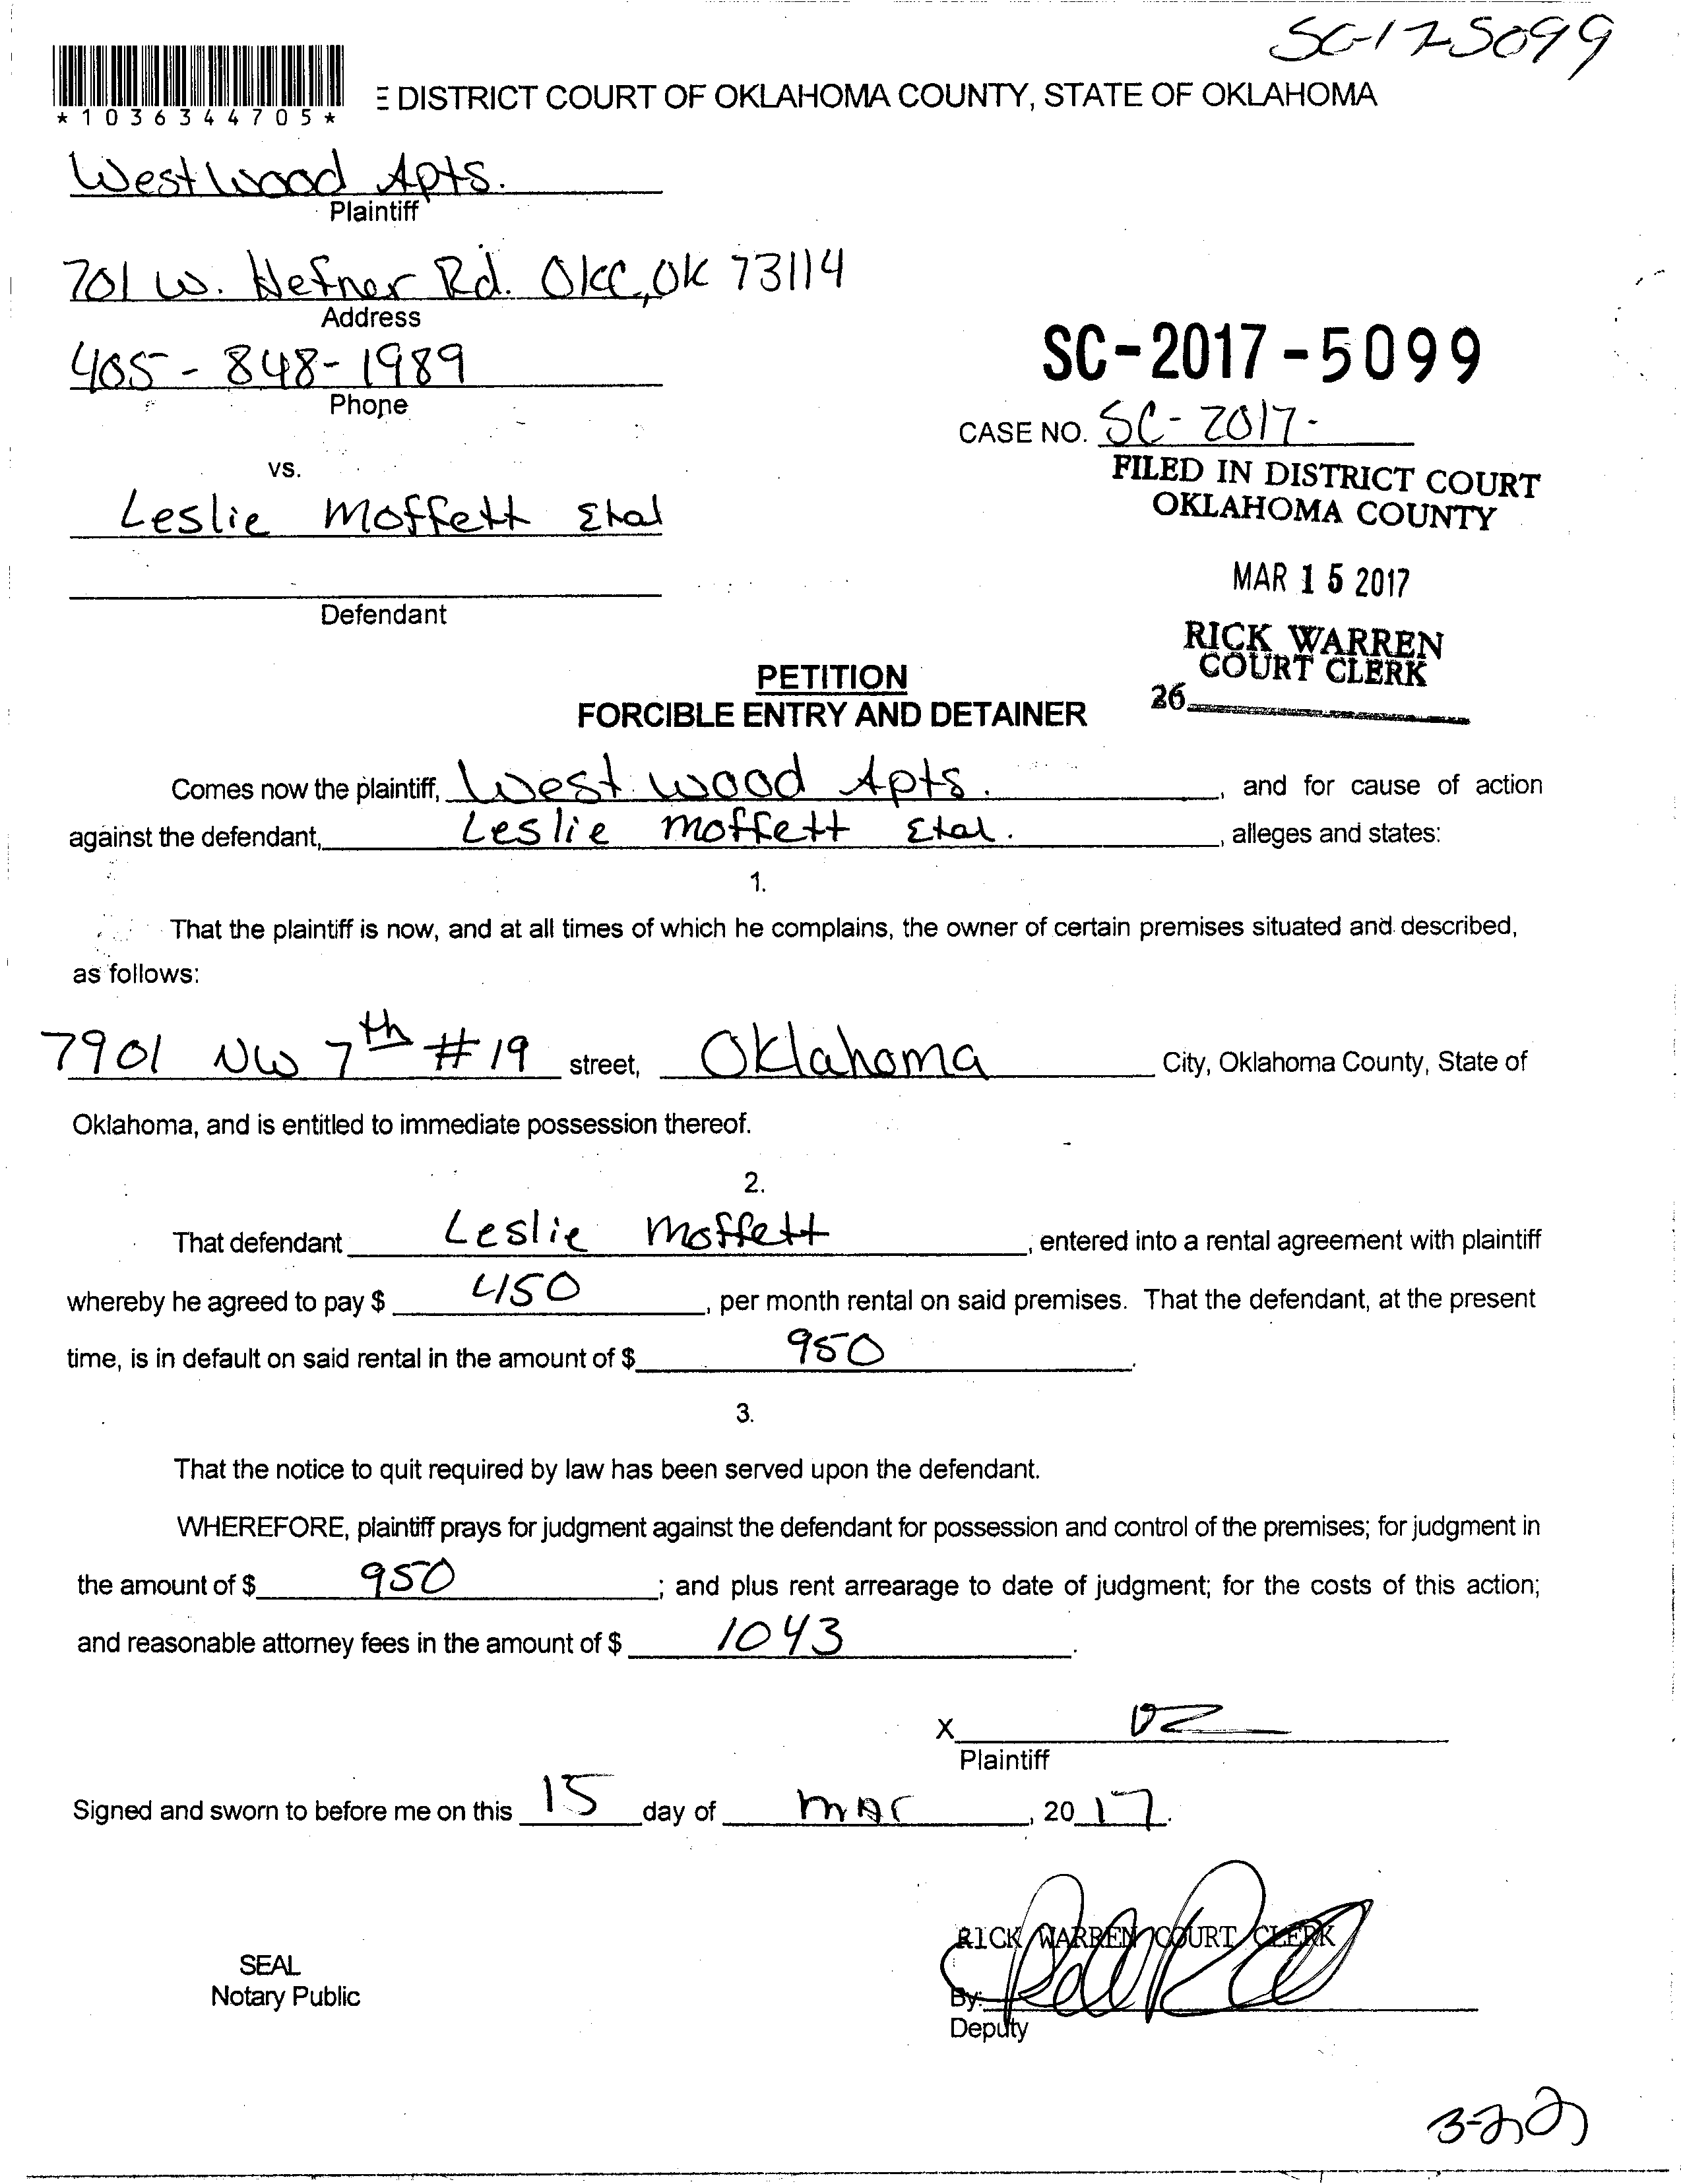 SC-17-5099
*1036344705*
E DISTRICT COURT OF OKLAHOMA COUNTY, STATE OF OKLAHOMA
Westwood Apts.
Plaintiff
701 W. Hefner Rd. OKC, OK 73114
Address
405-848-1989
Phone
SC-2017-5099
CASE NO. SC-2017-
vs.
FILED IN DISTRICT COURT
OKLAHOMA COUNTY
Leslie Moffett Etal
MAR 15 2017
Defendant
RICK WARREN
COURT CLERK
26
PETITION
FORCIBLE ENTRY AND DETAINER
Comes now the plaintiff, West wood Apts. , and for cause of action
against the defendant, Leslie Moffett Etal. , alleges and states:
1.
That the plaintiff is now, and at all times of which he complains, the owner of certain premises situated and described,
as follows:
7901 NW 7th #19 street, Oklahoma City, Oklahoma County, State of
Oklahoma, and is entitled to immediate possession thereof.
2.
That defendant Leslie Moffett , entered into a rental agreement with plaintiff
whereby he agreed to pay $ 450 , per month rental on said premises. That the defendant, at the present
time, is in default on said rental in the amount of $ 950 .
3.
That the notice to quit required by law has been served upon the defendant.
WHEREFORE, plaintiff prays for judgment against the defendant for possession and control of the premises; for judgment in
the amount of $ 950 ; and plus rent arrearage to date of judgment; for the costs of this action;
and reasonable attorney fees in the amount of $ 1043 .
X
Plaintiff
Signed and sworn to before me on this 15 day of Mar , 20 17.
RICK WARREN COURT CLERK
SEAL
Notary Public
By:
Deputy